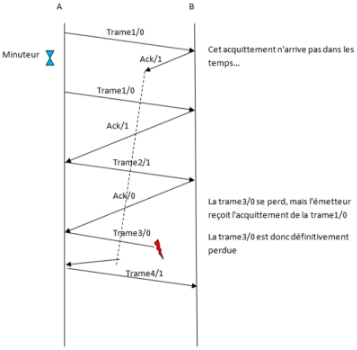 A B
Trame1/0
Minuteur
Cet acquittement n'arrive pas dans les
temps...
Ack/1
Trame1/0
Ack/1
Trame2/1
Ack/0
La trame3/0 se perd, mais l'émetteur
reçoit l'acquittement de la trame1/0
Trame3/0
La trame3/0 est donc définitivement
perdue
Trame4/1